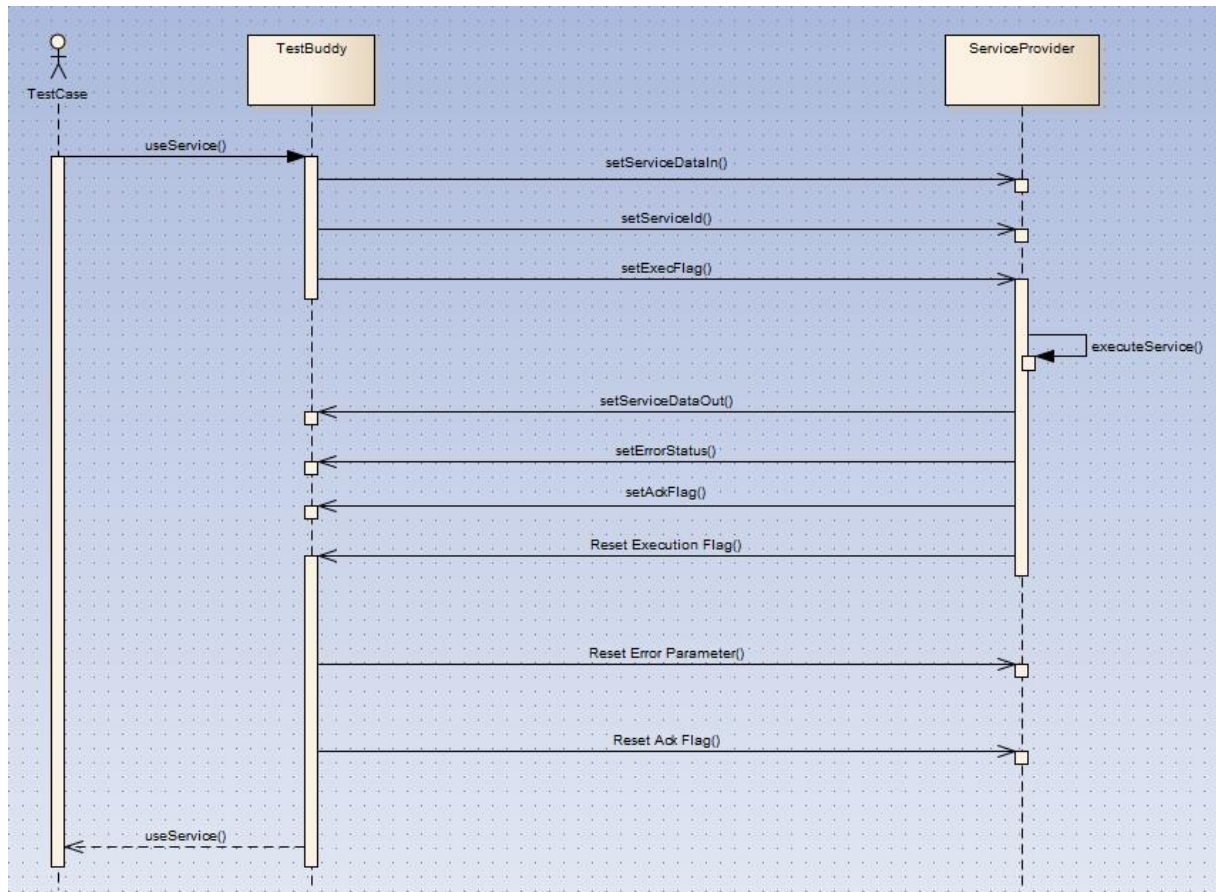 TestBuddy
ServiceProvider
TestCase
useService()
setServiceDataIn()
setServiceId()
setExecFlag()
executeService()
setServiceDataOut()
setErrorStatus()
setAckFlag()
Reset Execution Flag()
Reset Error Parameter()
Reset Ack Flag()
useService()